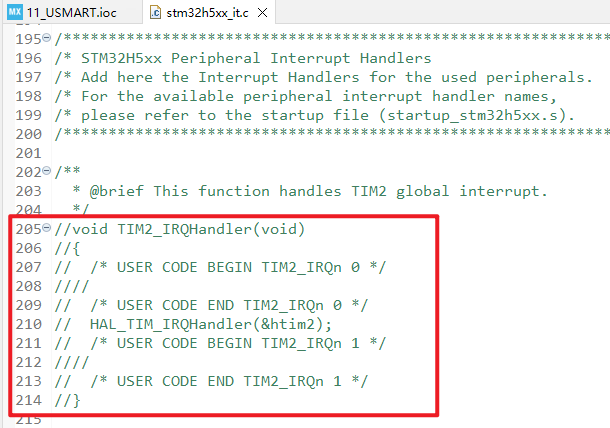 MX 11_USMART.ioc
stm32h5xx_it.c
195 /*******************************************************************
196 /* STM32H5xx Peripheral Interrupt Handlers
197 /* Add here the Interrupt Handlers for the used peripherals.
198 /* For the available peripheral interrupt handler names,
199 /* please refer to the startup file (startup_stm32h5xx.s).
200 /*******************************************************************
201
202 /**
203   * @brief This function handles TIM2 global interrupt.
204   */
205 //void TIM2_IRQHandler(void)
206 //{
207 //  /* USER CODE BEGIN TIM2_IRQn 0 */
208 ////
209 //  /* USER CODE END TIM2_IRQn 0 */
210 //  HAL_TIM_IRQHandler(&htim2);
211 //  /* USER CODE BEGIN TIM2_IRQn 1 */
212 ////
213 //  /* USER CODE END TIM2_IRQn 1 */
214 //}
215